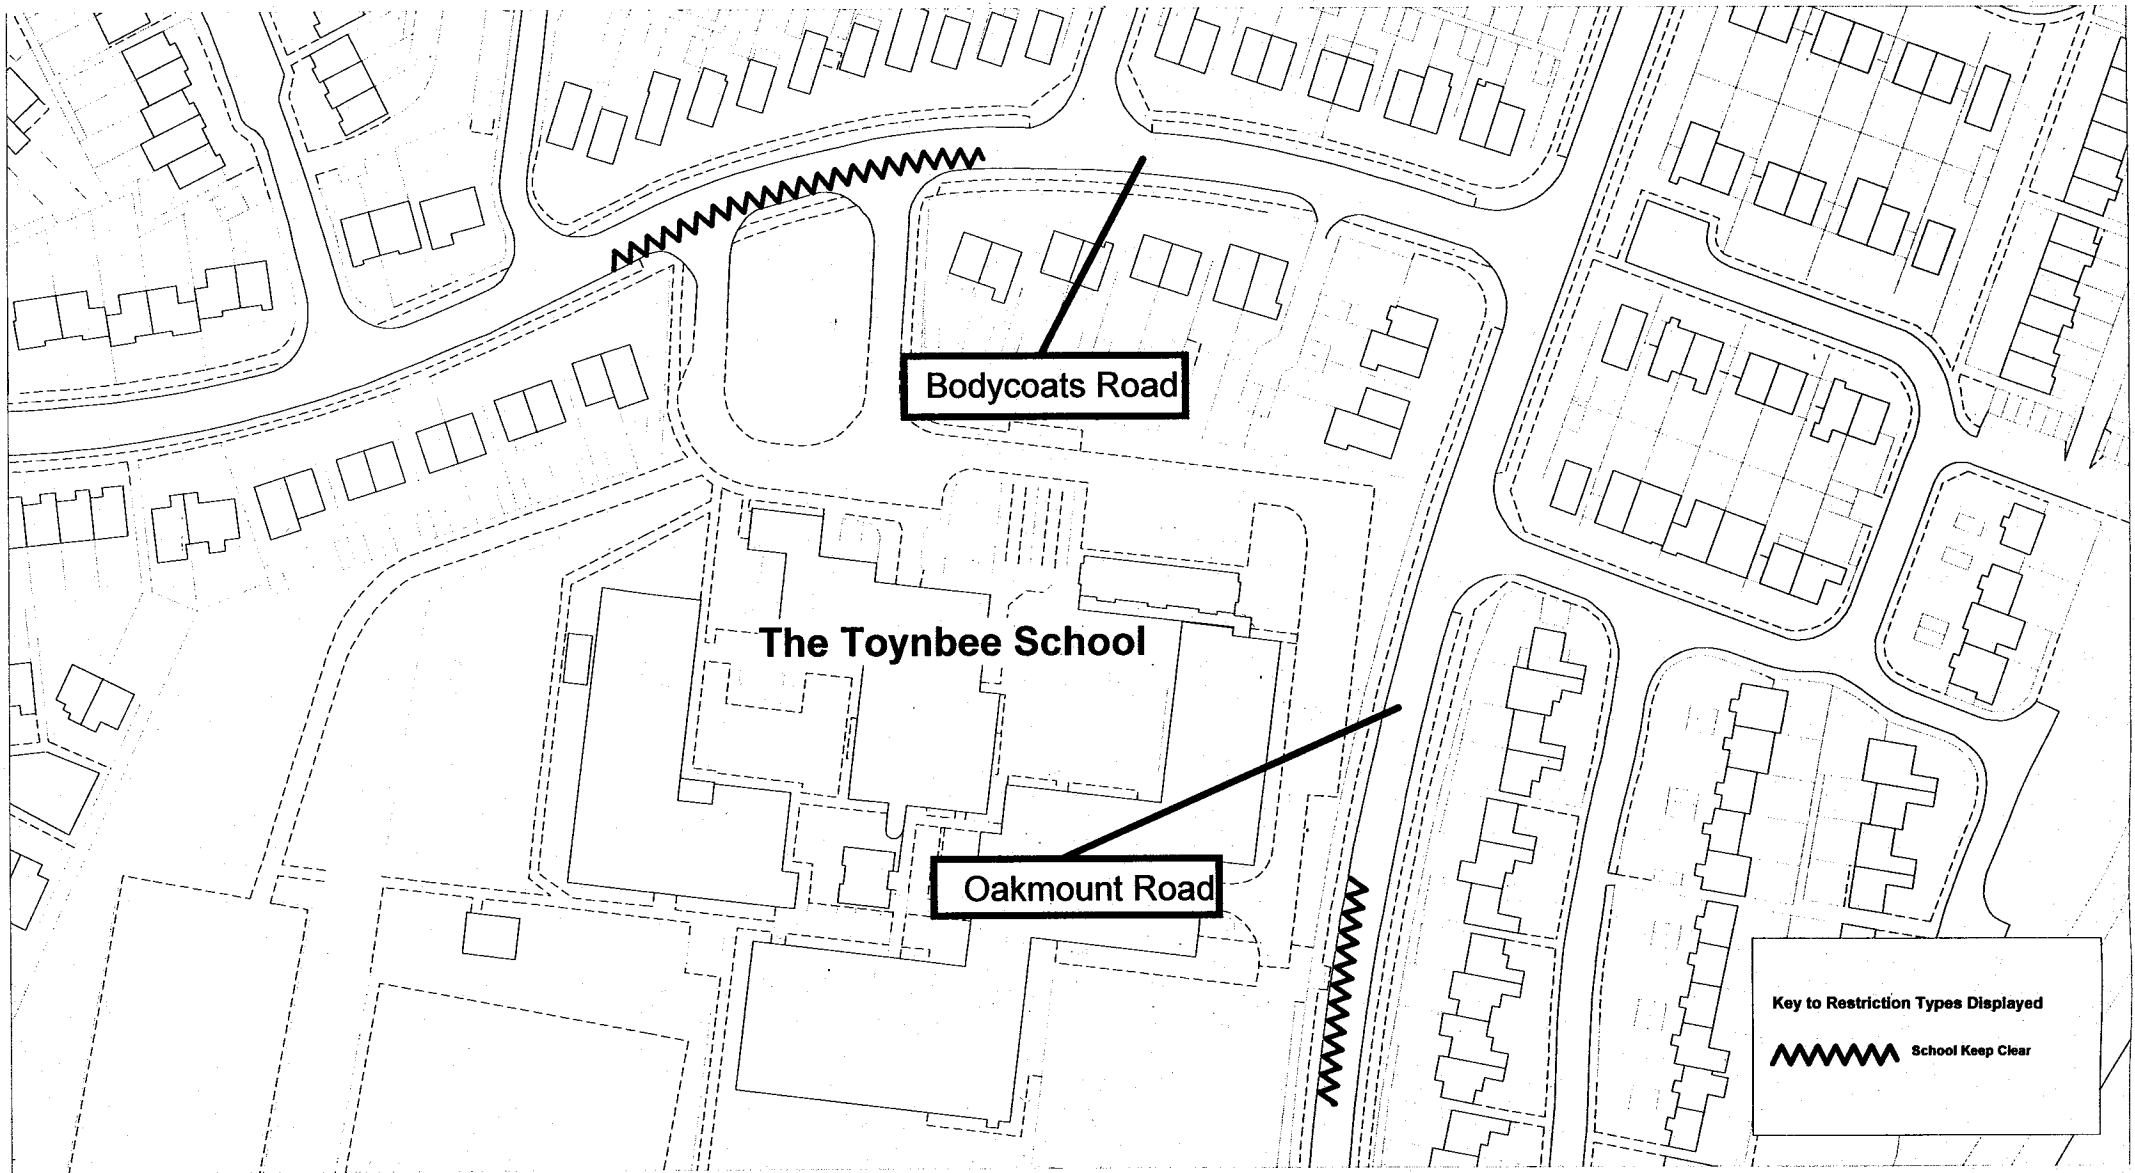 Bodycoats Road
The Toynbee School
Oakmount Road
Key to Restriction Types Displayed
School Keep Clear